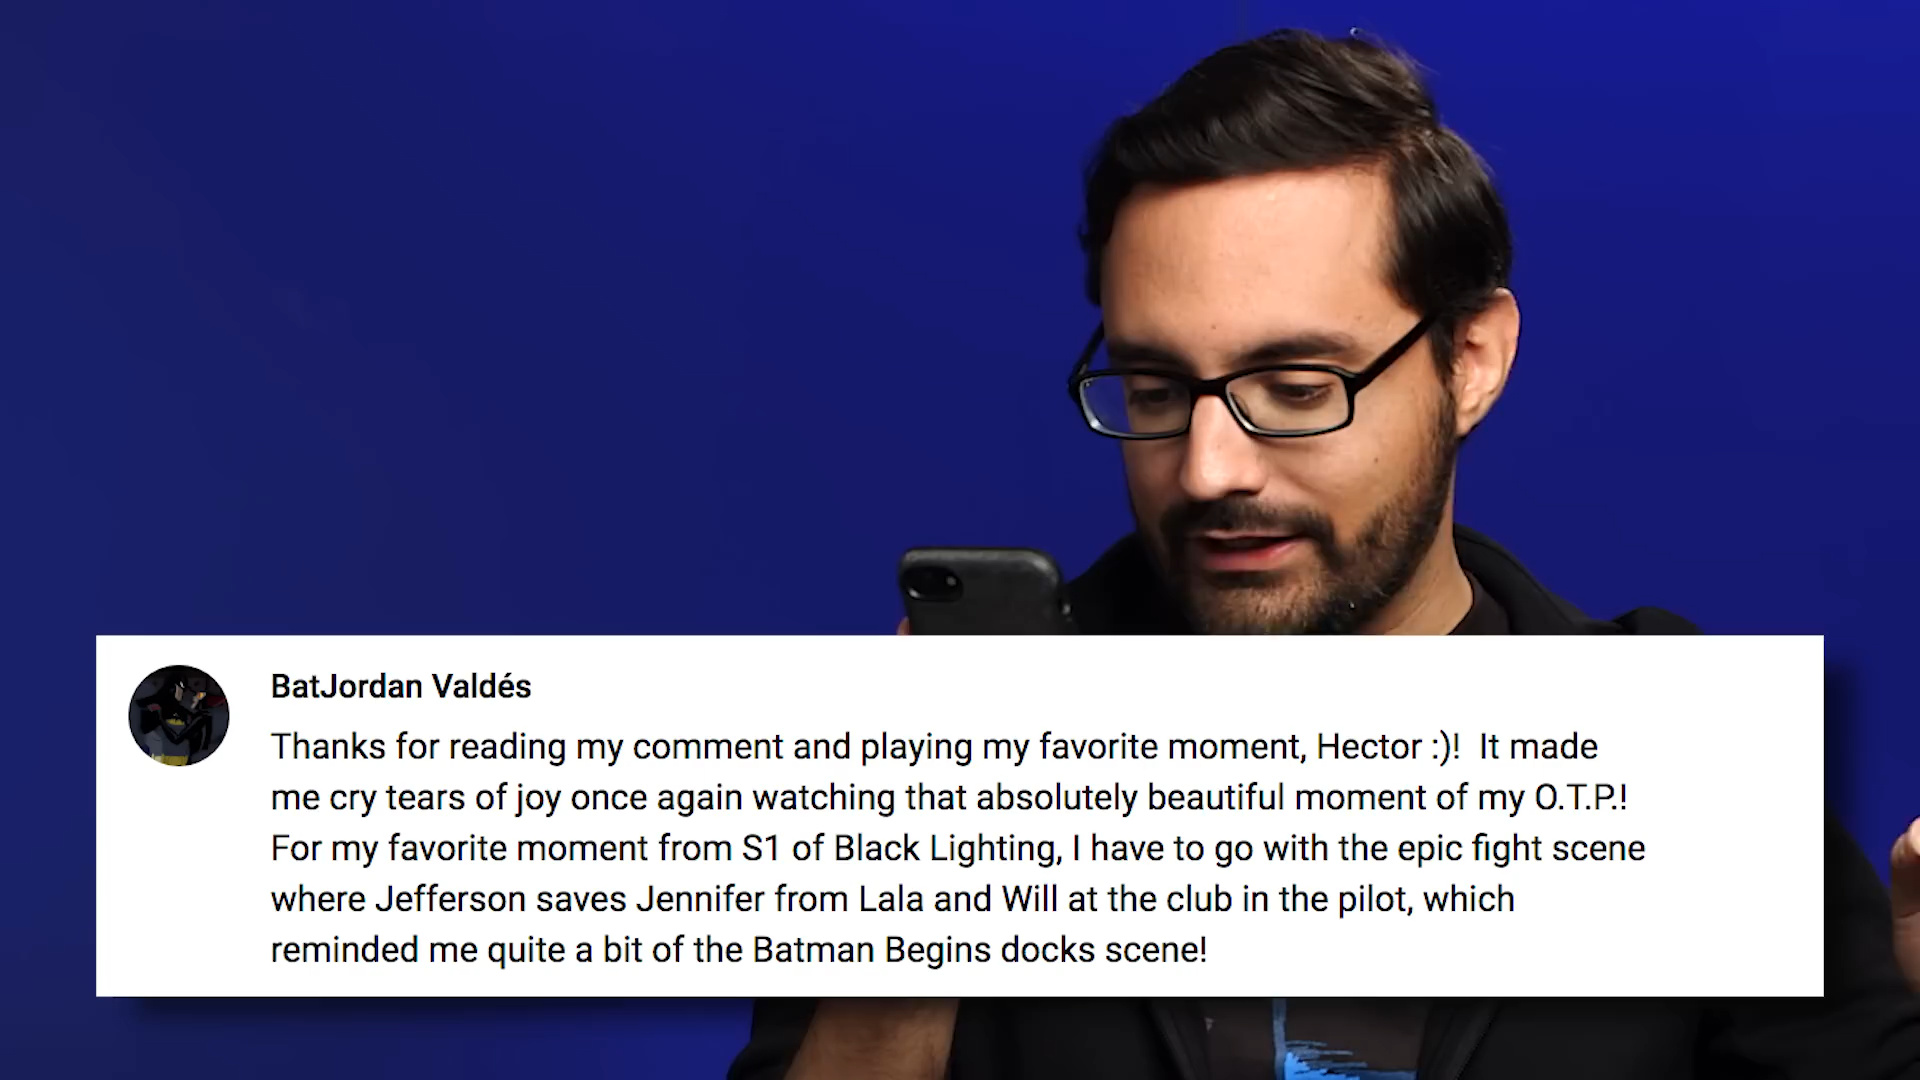 BatJordan Valdés
Thanks for reading my comment and playing my favorite moment, Hector :)!  It made
me cry tears of joy once again watching that absolutely beautiful moment of my O.T.P.!
For my favorite moment from S1 of Black Lighting, I have to go with the epic fight scene
where Jefferson saves Jennifer from Lala and Will at the club in the pilot, which
reminded me quite a bit of the Batman Begins docks scene!